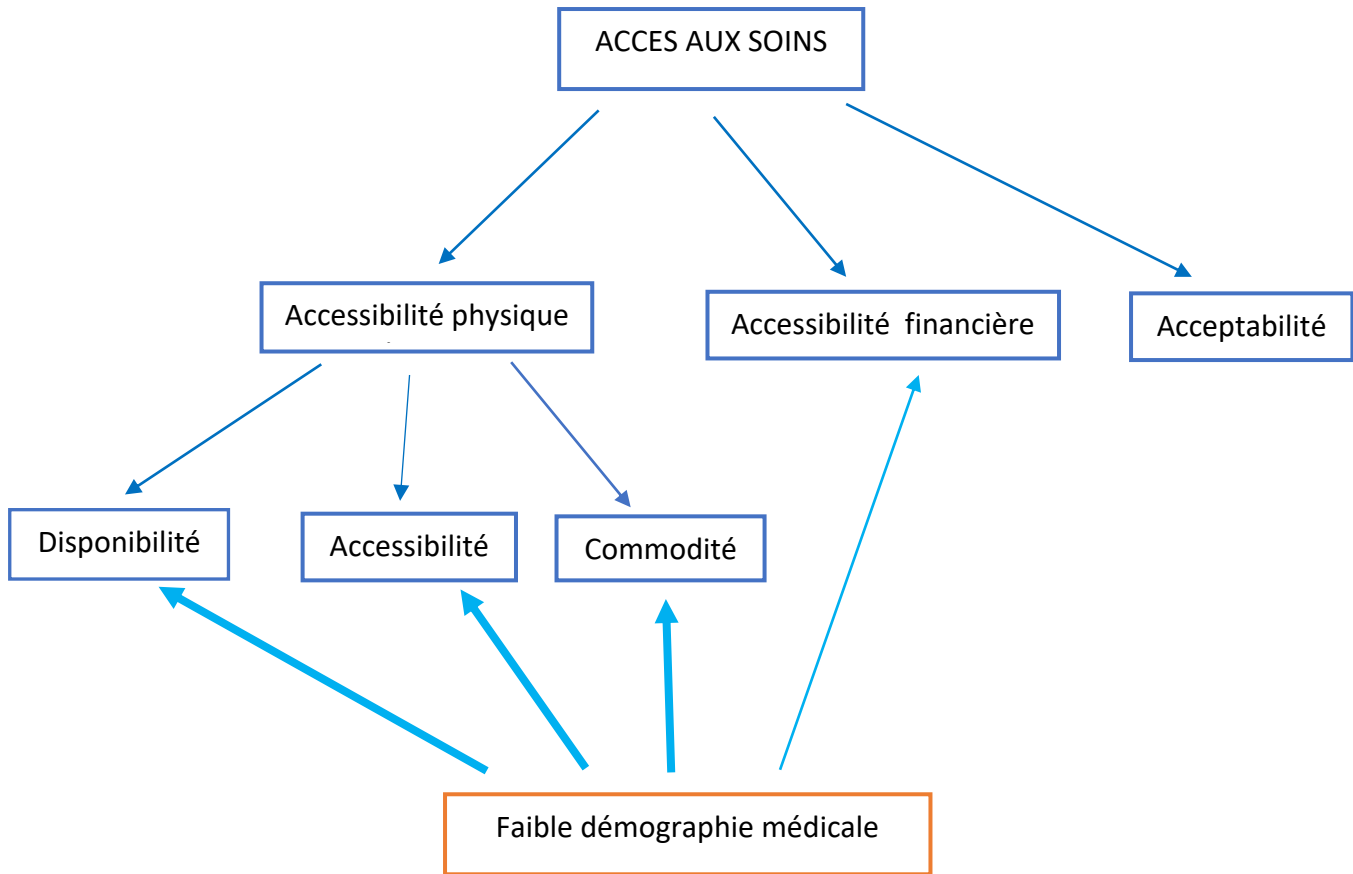 ACCES AUX SOINS
Accessibilité physique
Accessibilité  financière
Acceptabilité
Disponibilité
Accessibilité
Commodité
Faible démographie médicale